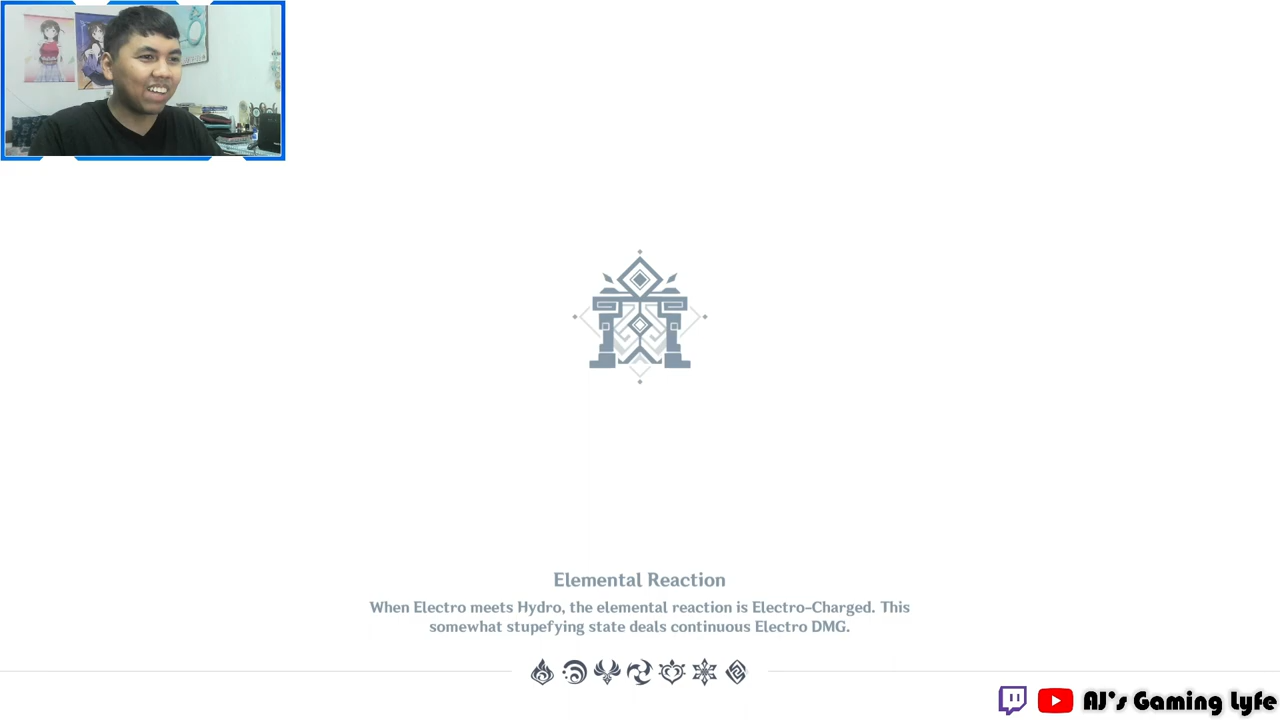 Elemental Reaction
When Electro meets Hydro, the elemental reaction is Electro-Charged. This
somewhat stupefying state deals continuous Electro DMG.
AJ's Gaming Lyfe